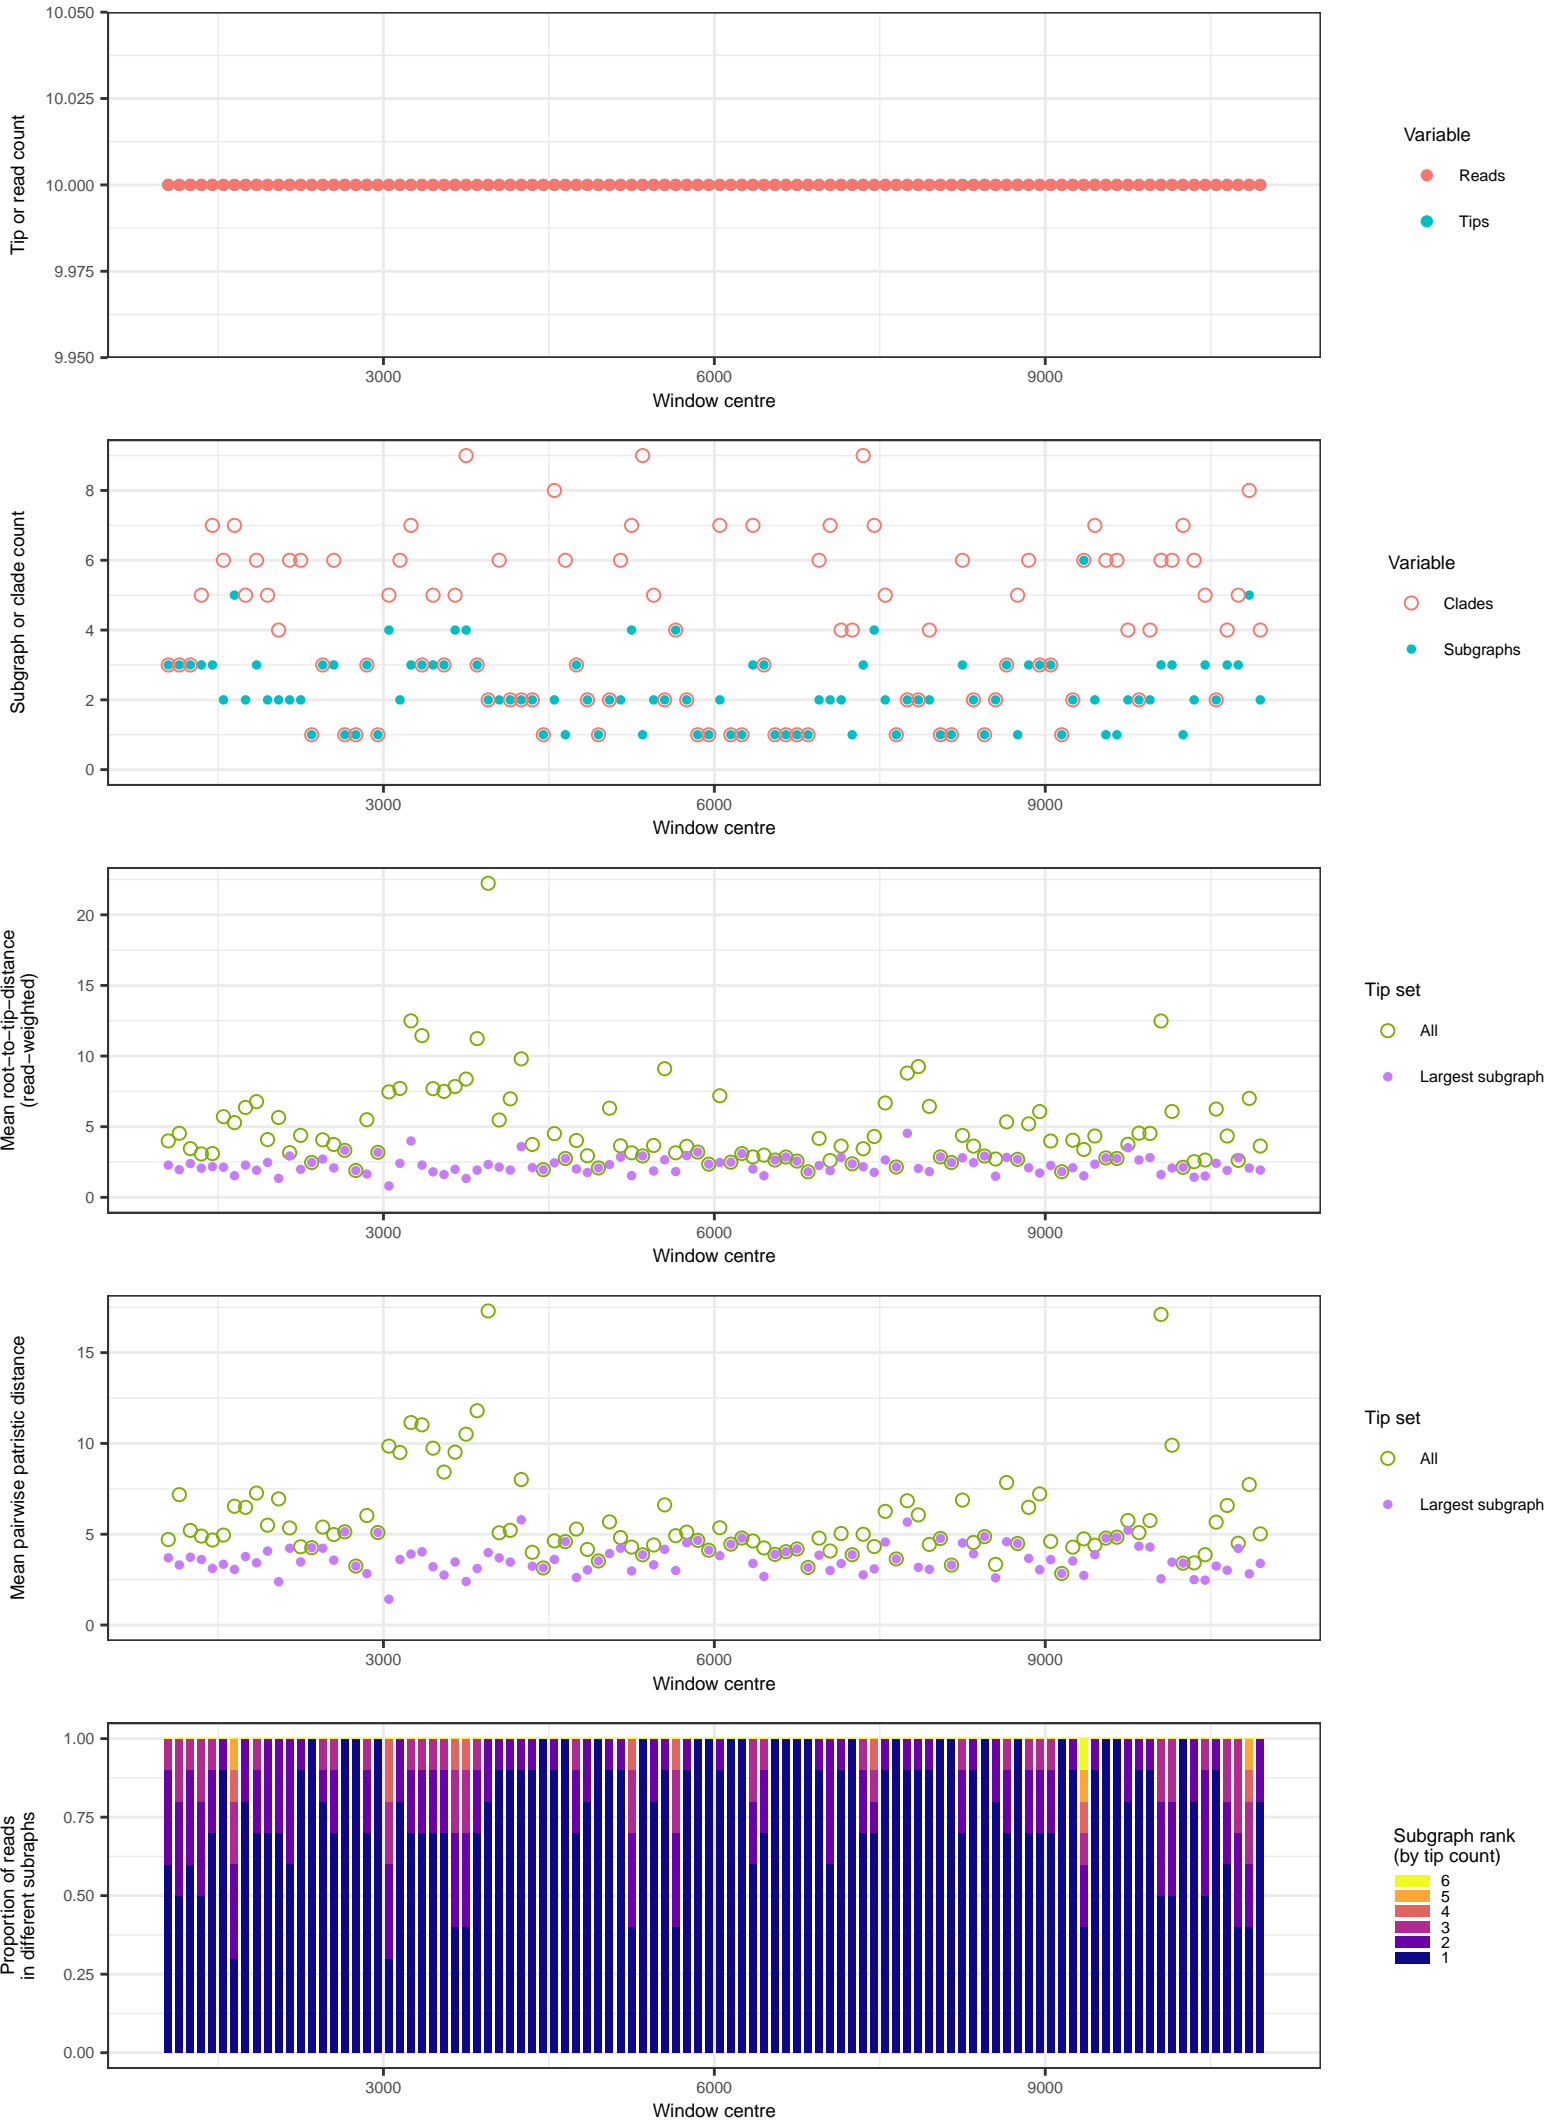 10.050
10.025
10.000
9.975
9.950
Tip or read count
3000
6000
9000
Window centre
Variable
Reads
Tips
8
6
4
2
0
Subgraph or clade count
3000
6000
9000
Window centre
Variable
Clades
Subgraphs
20
15
10
5
0
Mean root−to−tip−distance
(read−weighted)
3000
6000
9000
Window centre
Tip set
All
Largest subgraph
15
10
5
0
Mean pairwise patristic distance
3000
6000
9000
Window centre
Tip set
All
Largest subgraph
1.00
0.75
0.50
0.25
0.00
Proportion of reads
in different subraphs
3000
6000
9000
Window centre
Subgraph rank
(by tip count)
6
5
4
3
2
1